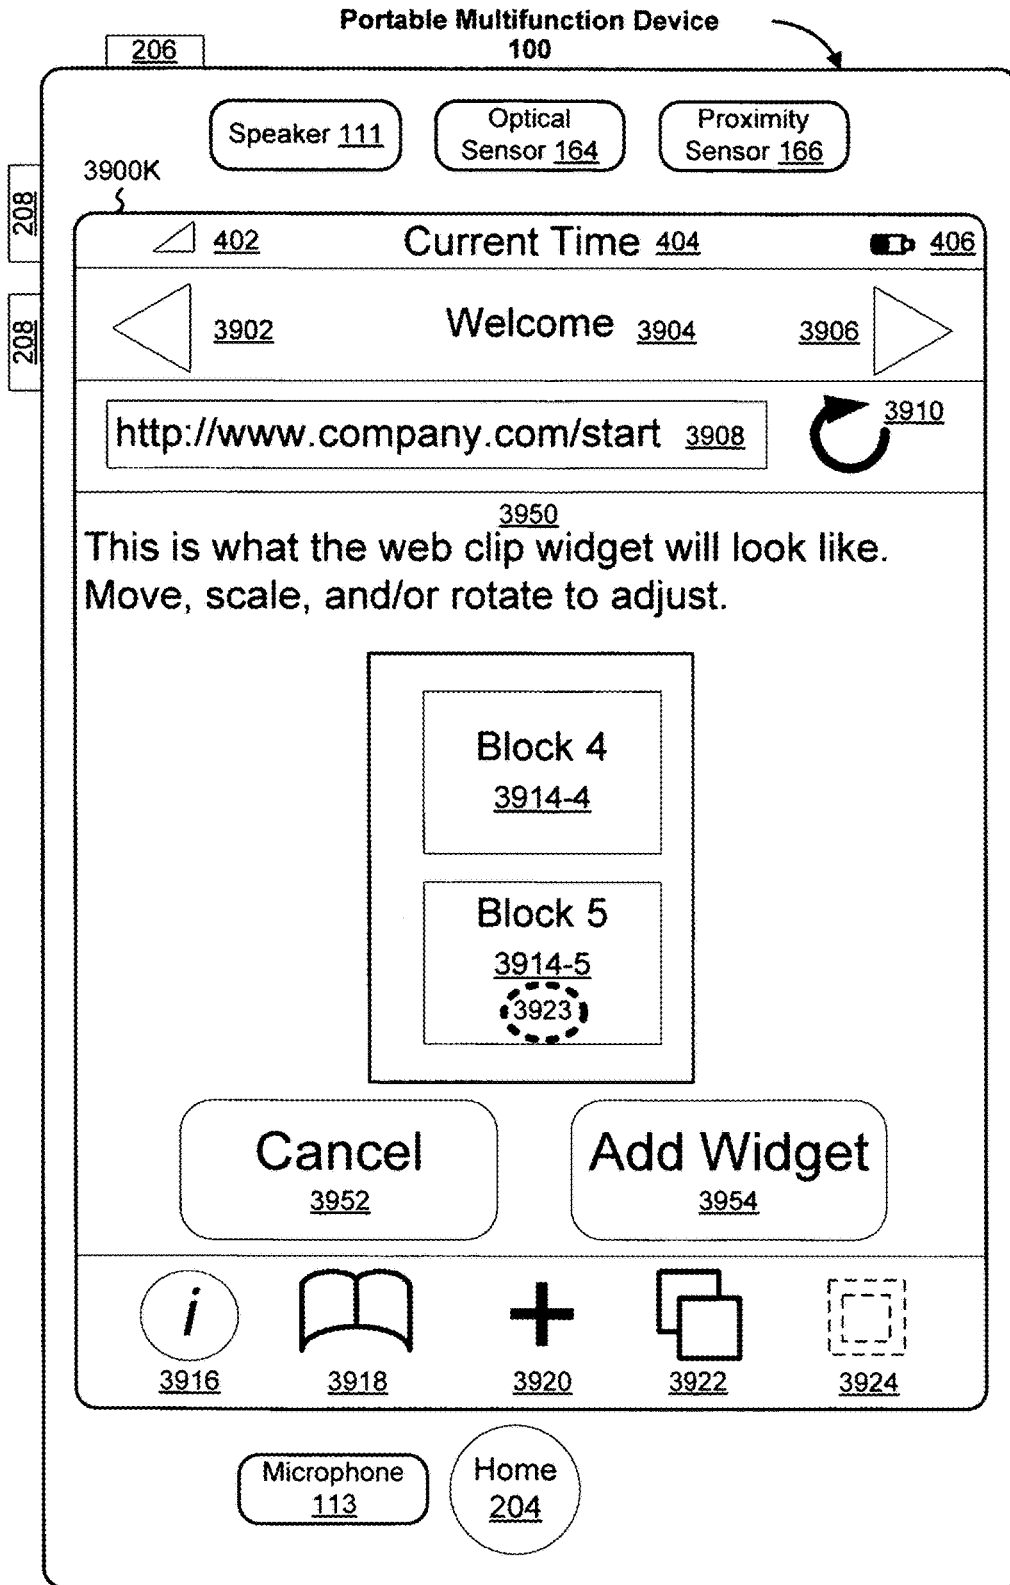 Portable Multifunction Device
100
206
Speaker 111
Optical
Sensor 164
Proximity
Sensor 166
3900K
208
208
402
Current Time 404
406
3902
Welcome 3904
3906
http://www.company.com/start 3908
3910
3950
This is what the web clip widget will look like.
Move, scale, and/or rotate to adjust.
Block 4
3914-4
Block 5
3914-5
3923
Cancel
3952
Add Widget
3954
i
3916
3918
3920
3922
3924
Microphone
113
Home
204